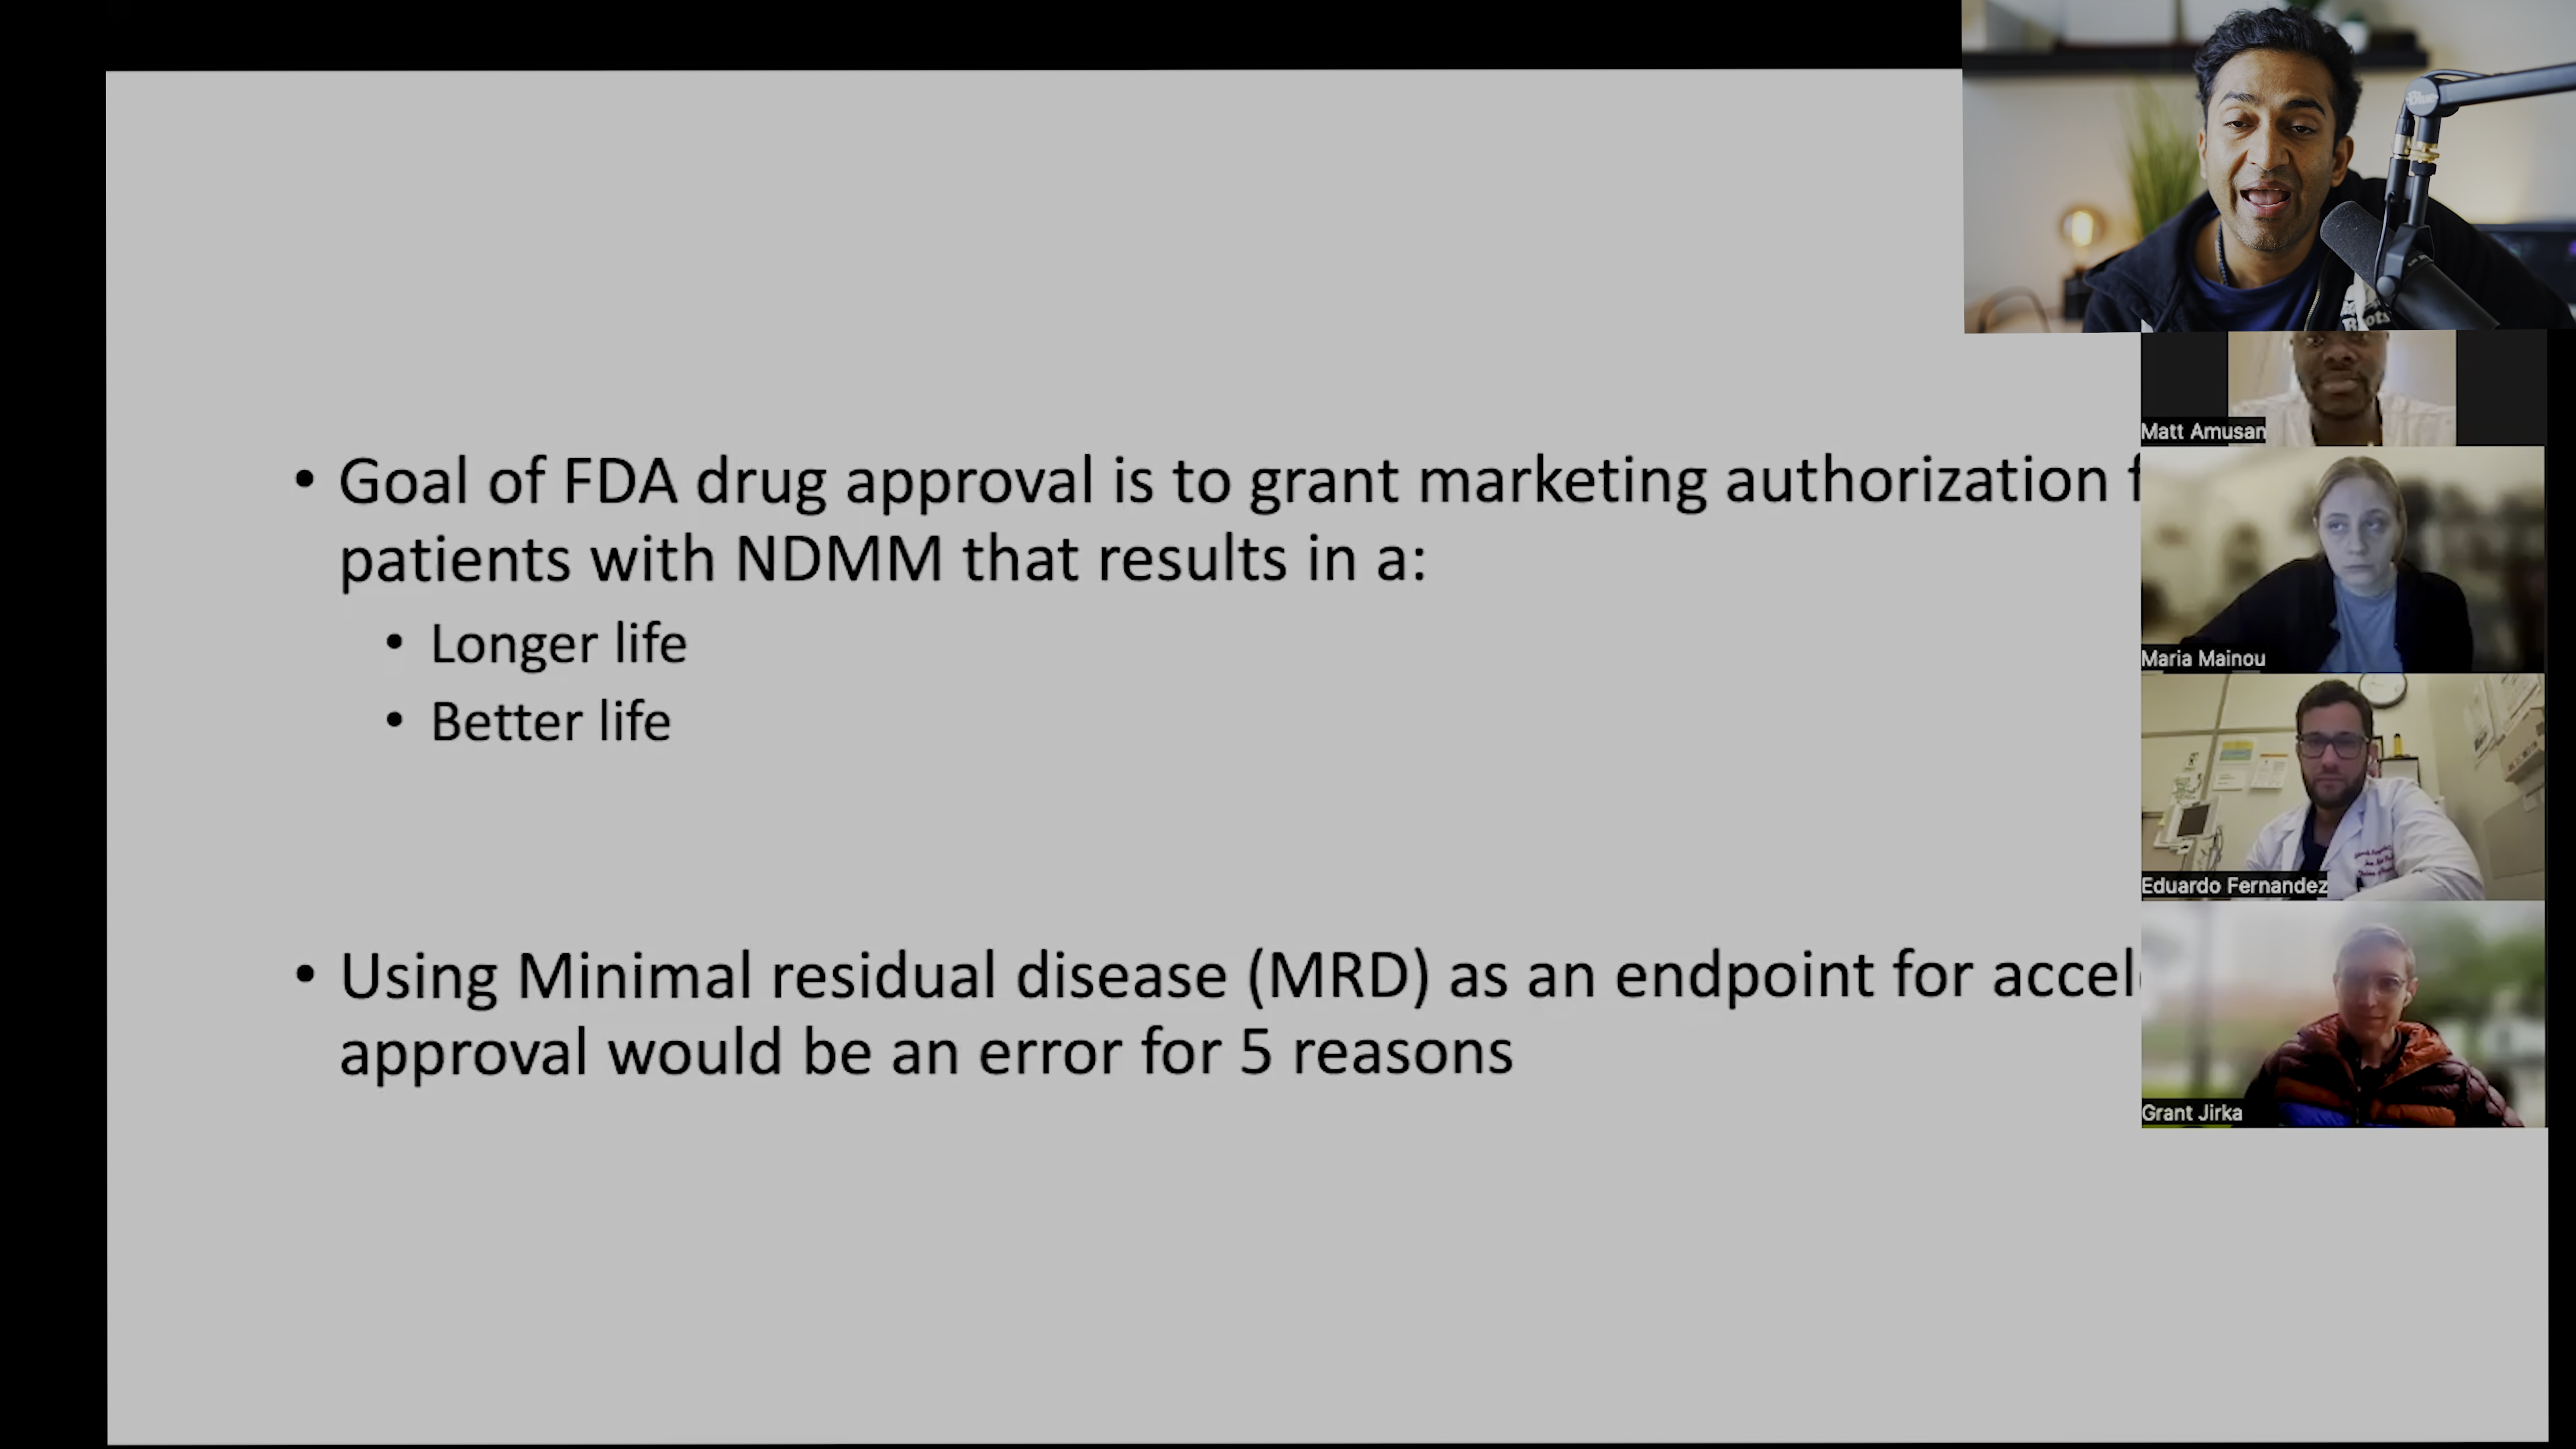 • Goal of FDA drug approval is to grant marketing authorization f
patients with NDMM that results in a:
• Longer life
• Better life
• Using Minimal residual disease (MRD) as an endpoint for accel
approval would be an error for 5 reasons
Blue
Matt Amusan
Maria Mainou
Eduardo Fernandez
Grant Jirka